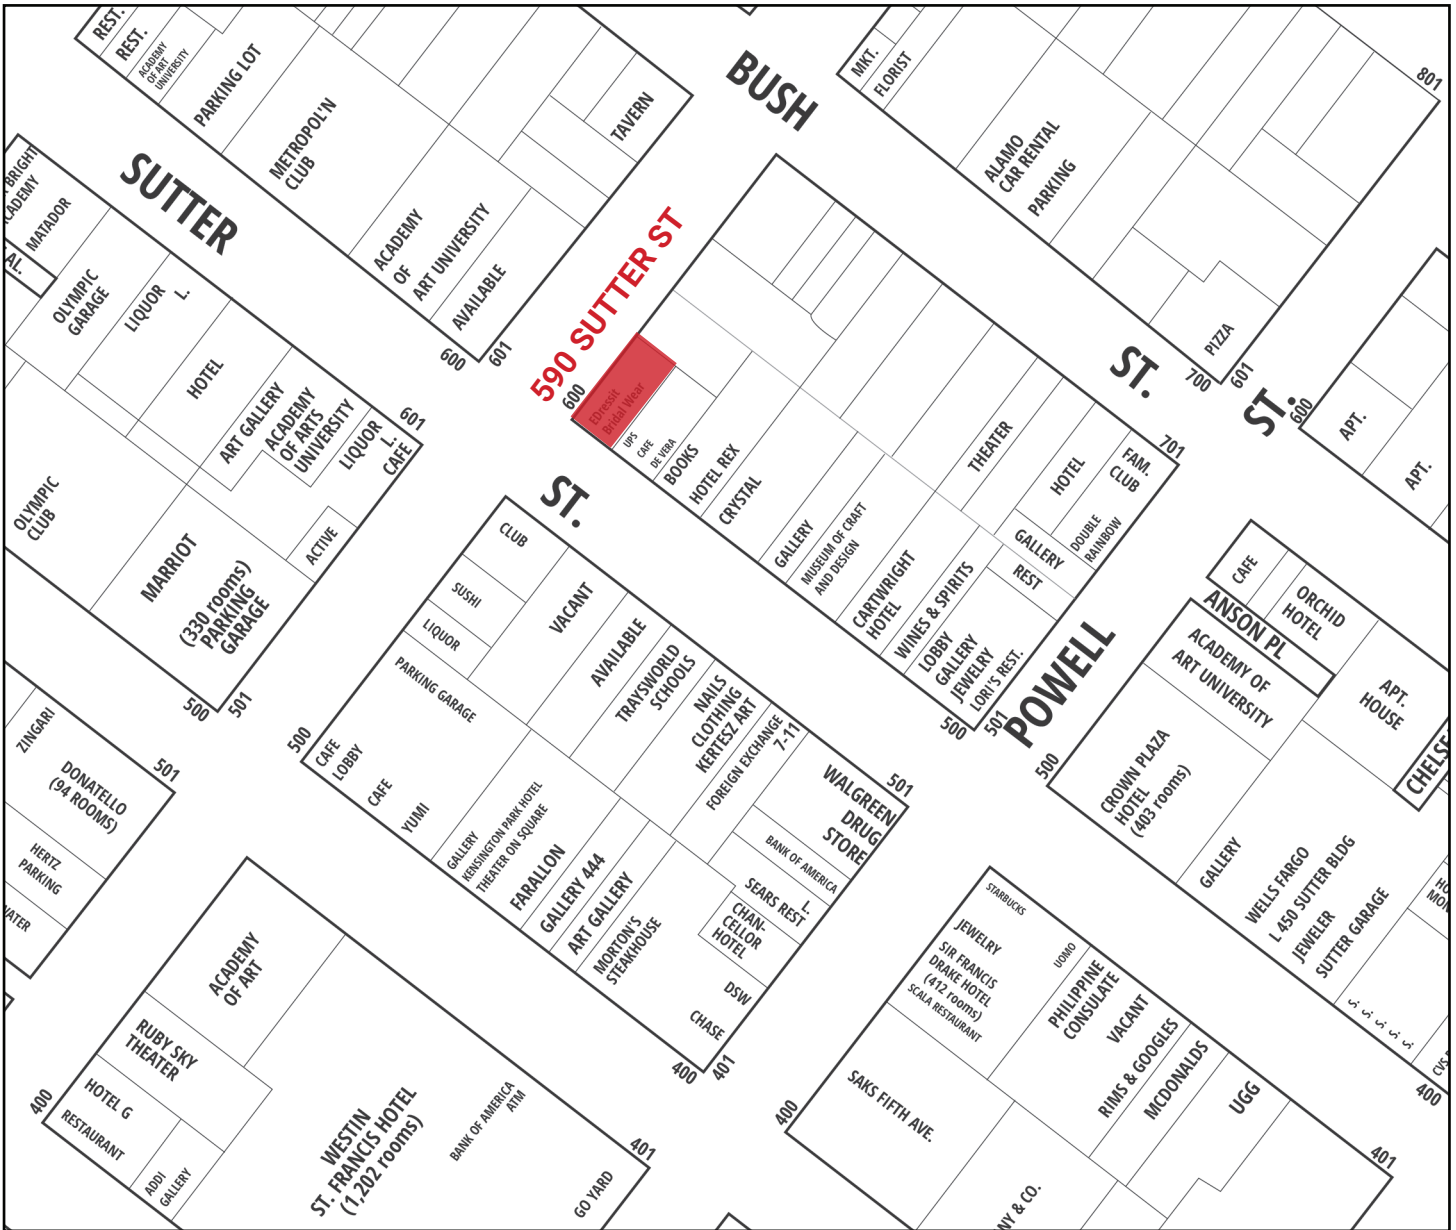 REST.
REST.
ACADEMY
OF ART
UNIVERSITY
PARKING LOT
METROPOL'N
CLUB
TAVERN
ACADEMY
OF
ART UNIVERSITY
AVAILABLE
600
601
BUSH
ST.
MKT.
FLORIST
ALAMO
CAR RENTAL
PARKING
PIZZA
801
700
601
SUTTER
ST.
BRIGHT
MATADOR
AL.
OLYMPIC
GARAGE
LIQUOR
L.
HOTEL
ART GALLERY
ACADEMY
OF ARTS
UNIVERSITY
LIQUOR
L.
CAFE
601
OLYMPIC
CLUB
MARRIOT
(330 rooms)
PARKING
GARAGE
ACTIVE
500
501
590 SUTTER ST
600
EDressit
Bridal Wear
UPS
CAFE
DE VERA
BOOKS
HOTEL REX
CRYSTAL
GALLERY
MUSEUM OF CRAFT
AND DESIGN
CARTWRIGHT
HOTEL
WINES & SPIRITS
LOBBY
GALLERY
JEWELRY
LORI'S REST.
THEATER
HOTEL
FAM.
CLUB
DOUBLE
RAINBOW
GALLERY
REST
701
500
501
ST.
POWELL
600
APT.
APT.
CAFE
ORCHID
HOTEL
ANSON PL
ACADEMY OF
ART UNIVERSITY
APT.
HOUSE
CHELSE
CROWN PLAZA
HOTEL
(403 rooms)
GALLERY
WELLS FARGO
L 450 SUTTER BLDG
JEWELER
SUTTER GARAGE
S. S. S. S. S.
CVS
500
400
CLUB
SUSHI
LIQUOR
PARKING GARAGE
VACANT
AVAILABLE
TRAYSWORLD
SCHOOLS
NAILS
CLOTHING
KERTESZ ART
FOREIGN EXCHANGE
7-11
WALGREEN
DRUG
STORE
BANK OF AMERICA
SEARS REST
L.
CHAN-
CELLOR
HOTEL
DSW
CHASE
501
500
CAFE
LOBBY
CAFE
YUMI
GALLERY
KENSINGTON PARK HOTEL
THEATER ON SQUARE
FARALLON
GALLERY 444
ART GALLERY
MORTON'S
STEAKHOUSE
400
401
ZINGARI
DONATELLO
(94 ROOMS)
HERTZ
PARKING
501
ACADEMY
OF ART
RUBY SKY
THEATER
HOTEL G
RESTAURANT
ADDI
GALLERY
WESTIN
ST. FRANCIS HOTEL
(1,202 rooms)
BANK OF AMERICA
ATM
GO YARD
400
401
STARBUCKS
JEWELRY
SIR FRANCIS
DRAKE HOTEL
(412 rooms)
SCALA RESTAURANT
UOMO
PHILIPPINE
CONSULATE
VACANT
RIMS & GOOGLES
MCDONALDS
UGG
SAKS FIFTH AVE.
NY & CO.
400
401